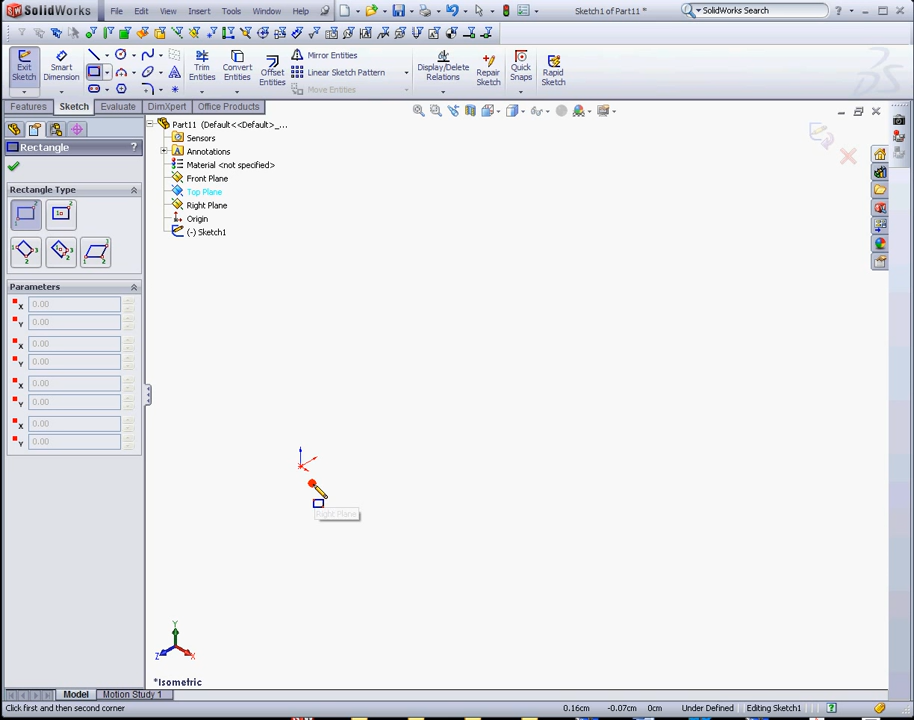 SolidWorks File Edit View Insert Tools Window Help Sketch1 of Part11 * SolidWorks Search
Exit Sketch
Smart Dimension
Trim Entities
Convert Entities
Offset Entities
Mirror Entities
Linear Sketch Pattern
Move Entities
Display/Delete Relations
Repair Sketch
Quick Snaps
Rapid Sketch
Features Sketch Evaluate DimXpert Office Products
Part11 (Default<<Default>_...
Sensors
Annotations
Material <not specified>
Front Plane
Top Plane
Right Plane
Origin
(-) Sketch1
Rectangle ?
Rectangle Type
Parameters
X 0.00
Y 0.00
X 0.00
Y 0.00
X 0.00
Y 0.00
X 0.00
Y 0.00
Right Plane
Y
Z X
*Isometric
Model Motion Study 1
Click first and then second corner 0.16cm -0.07cm 0cm Under Defined Editing Sketch1